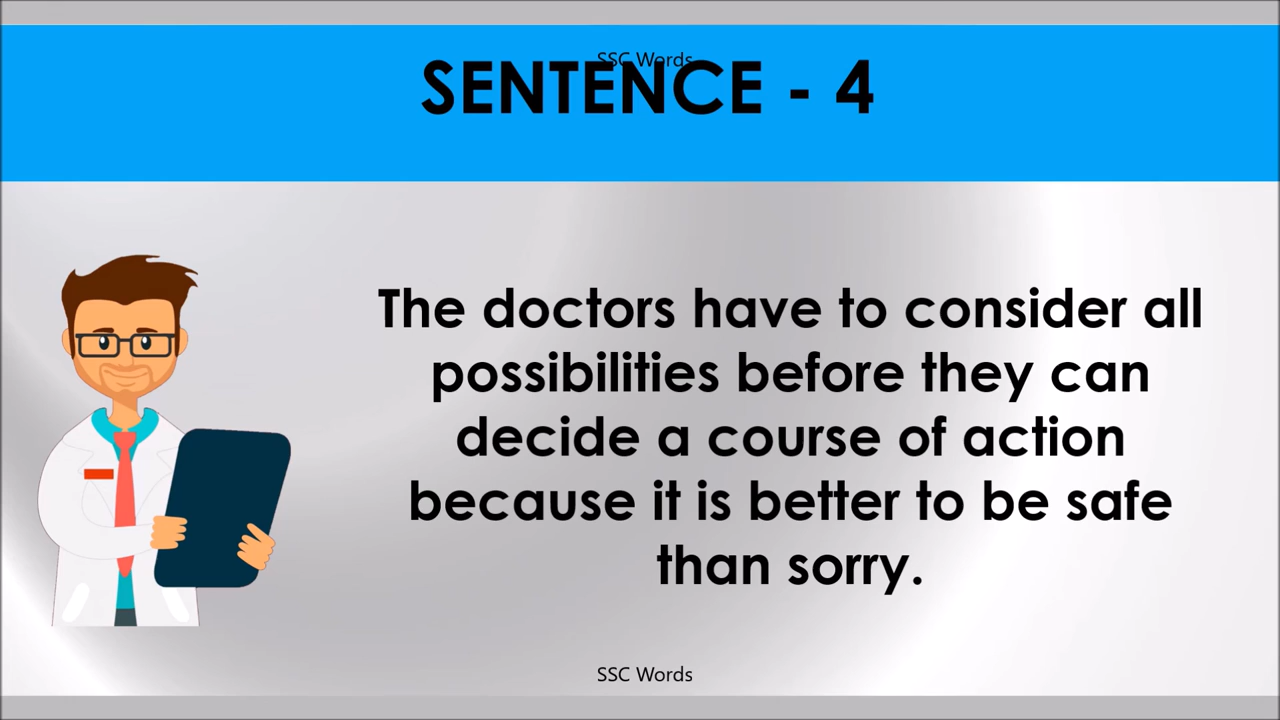 SSC Words
SENTENCE - 4
The doctors have to consider all
possibilities before they can
decide a course of action
because it is better to be safe
than sorry.
SSC Words